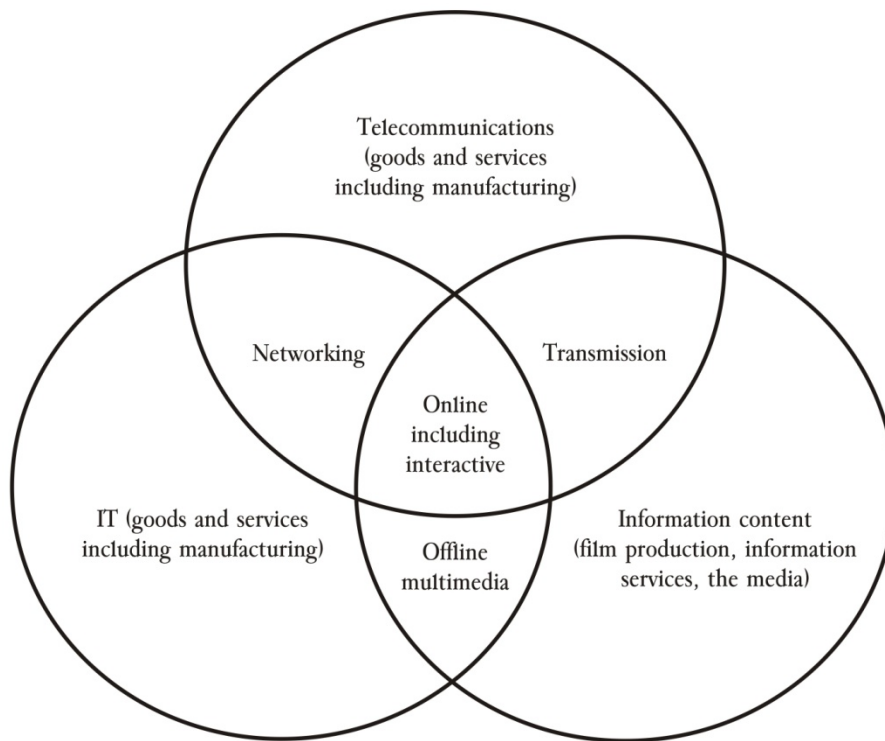 Telecommunications
(goods and services
including manufacturing)
Networking
Transmission
Online
including
interactive
IT (goods and services
including manufacturing)
Offline
multimedia
Information content
(film production, information
services, the media)